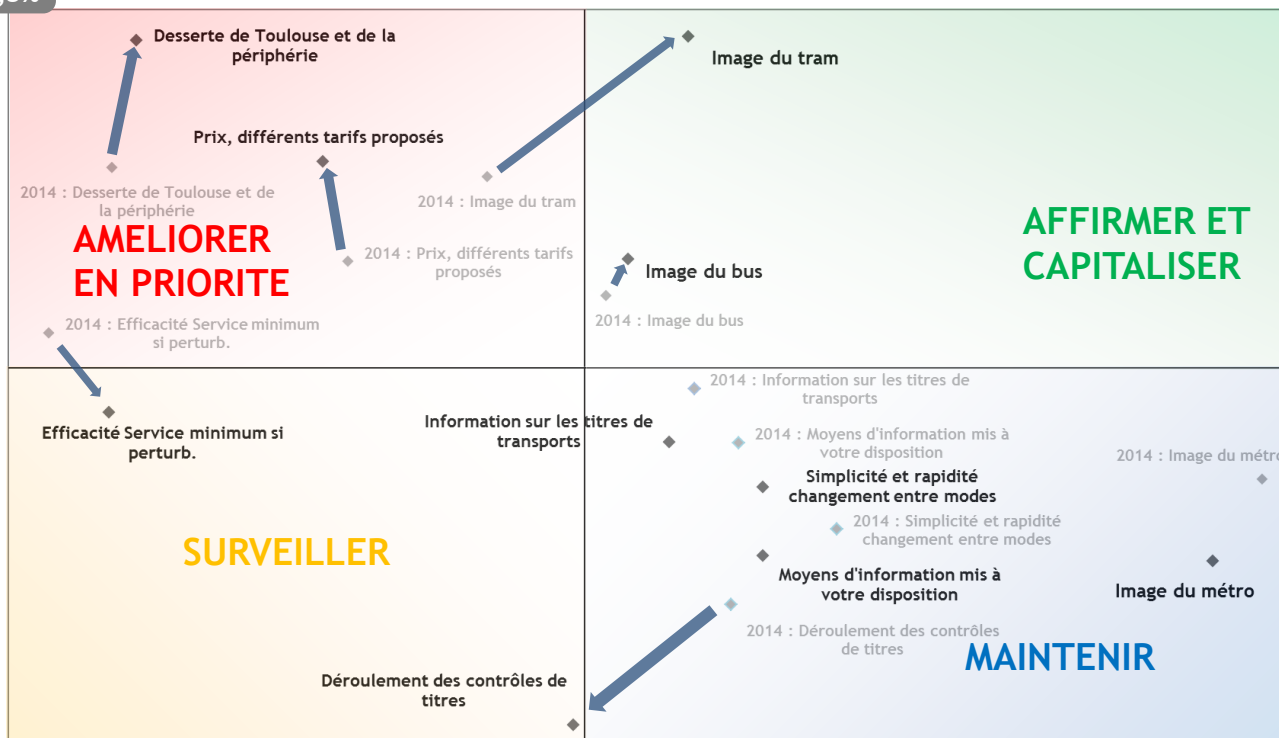 Desserte de Toulouse et de la
périphérie
Image du tram
Prix, différents tarifs proposés
2014 : Desserte de Toulouse et de
la périphérie
2014 : Image du tram
AMELIORER
EN PRIORITE
AFFIRMER ET
CAPITALISER
2014 : Prix, différents tarifs
proposés
Image du bus
2014 : Image du bus
2014 : Efficacité Service minimum
si perturb.
2014 : Information sur les titres de
transports
Efficacité Service minimum si
perturb.
Information sur les titres de
transports
2014 : Moyens d'information mis à
votre disposition
2014 : Image du métro
Simplicité et rapidité
changement entre modes
2014 : Simplicité et rapidité
changement entre modes
SURVEILLER
Moyens d'information mis à
votre disposition
Image du métro
2014 : Déroulement des contrôles
de titres
MAINTENIR
Déroulement des contrôles de
titres